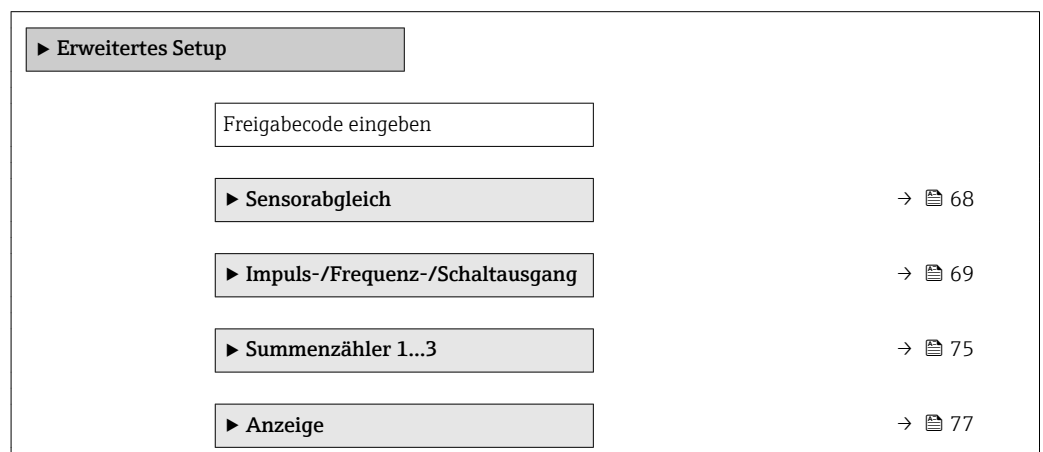 ▶ Erweitertes Setup
Freigabecode eingeben
▶ Sensorabgleich → 68
▶ Impuls-/Frequenz-/Schaltausgang → 69
▶ Summenzähler 1…3 → 75
▶ Anzeige → 77